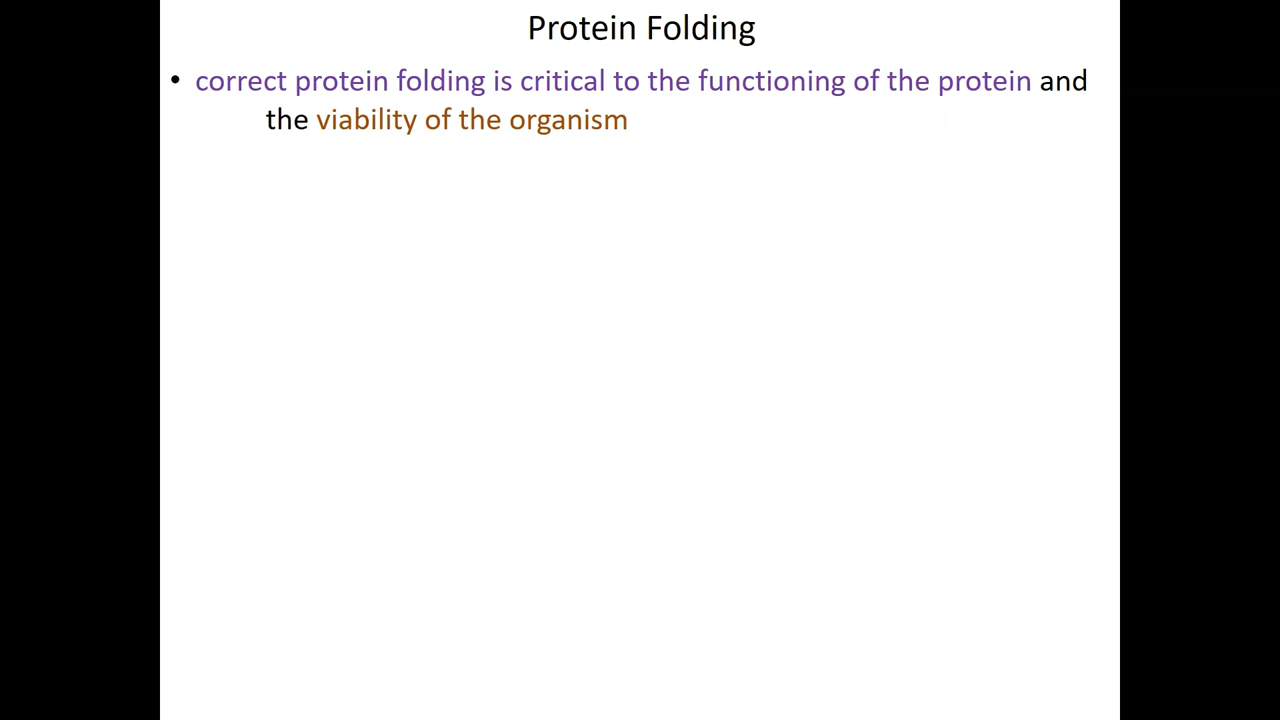 Protein Folding
• correct protein folding is critical to the functioning of the protein and
the viability of the organism